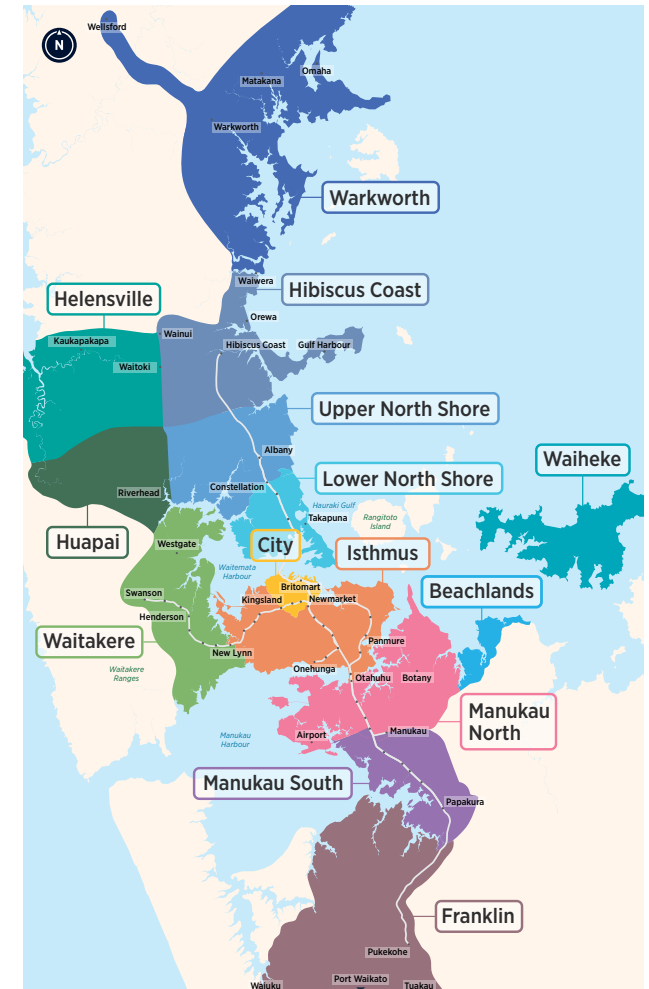 Wellsford
N
Omaha
Matakana
Warkworth
Warkworth
Waiwera
Hibiscus Coast
Helensville
Orewa
Wainui
Kaukapakapa
Hibiscus Coast
Gulf Harbour
Waitoki
Upper North Shore
Albany
Waiheke
Lower North Shore
Constellation
Riverhead
Hauraki Gulf
Takapuna
Rangitoto
Island
Huapai
Westgate
City
Isthmus
Waitemata
Harbour
Britomart
Beachlands
Swanson
Kingsland
Newmarket
Henderson
Waitakere
Panmure
New Lynn
Onehunga
Waitakere
Ranges
Otahuhu
Botany
Manukau
North
Manukau
Harbour
Airport
Manukau
Manukau South
Papakura
Franklin
Pukekohe
Port Waikato
Waiuku
Tuakau